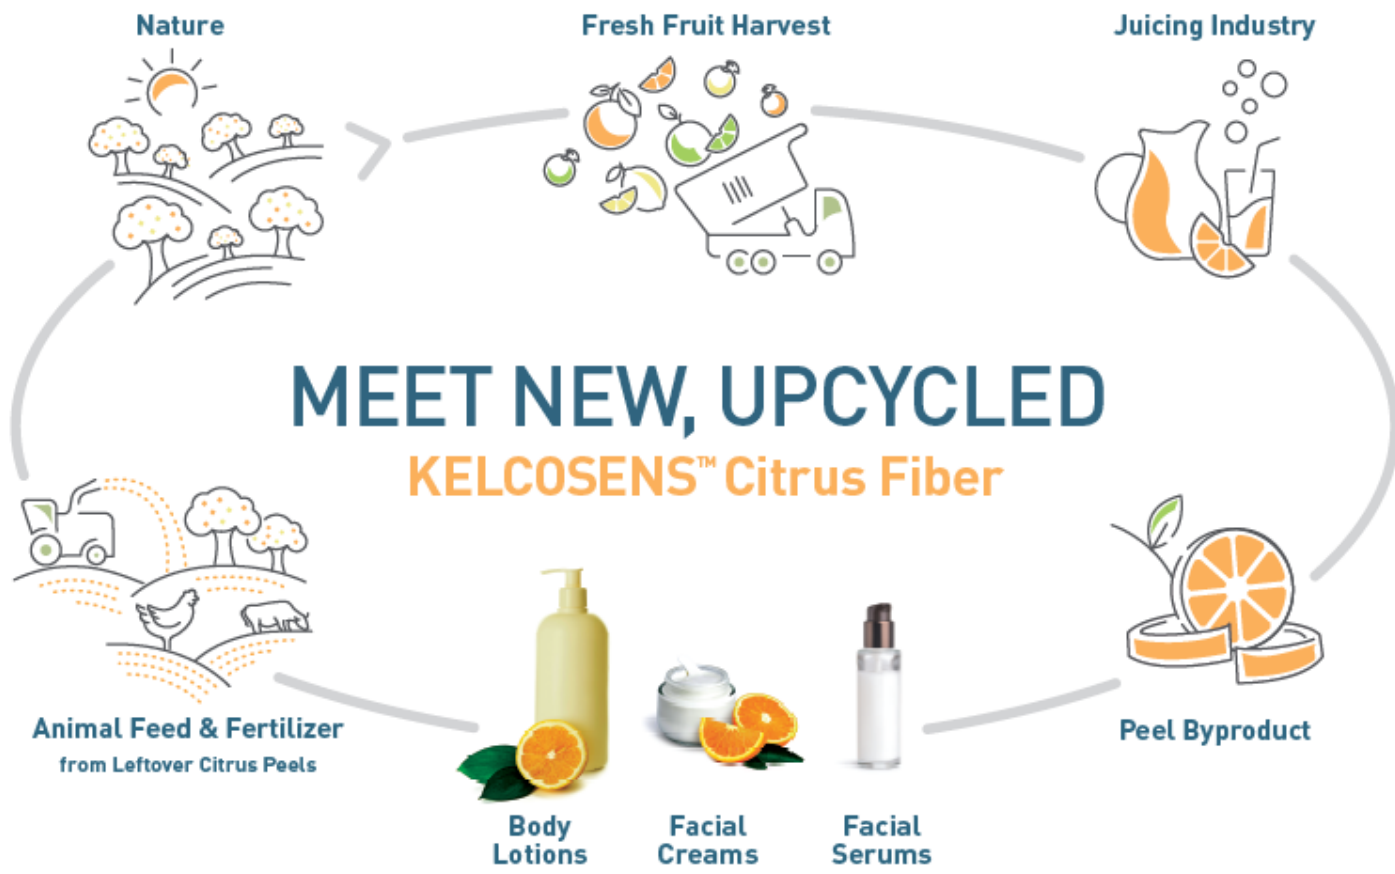 Nature
Fresh Fruit Harvest
Juicing Industry
MEET NEW, UPCYCLED
KELCOSENS™ Citrus Fiber
Animal Feed & Fertilizer
from Leftover Citrus Peels
Peel Byproduct
Body
Lotions
Facial
Creams
Facial
Serums